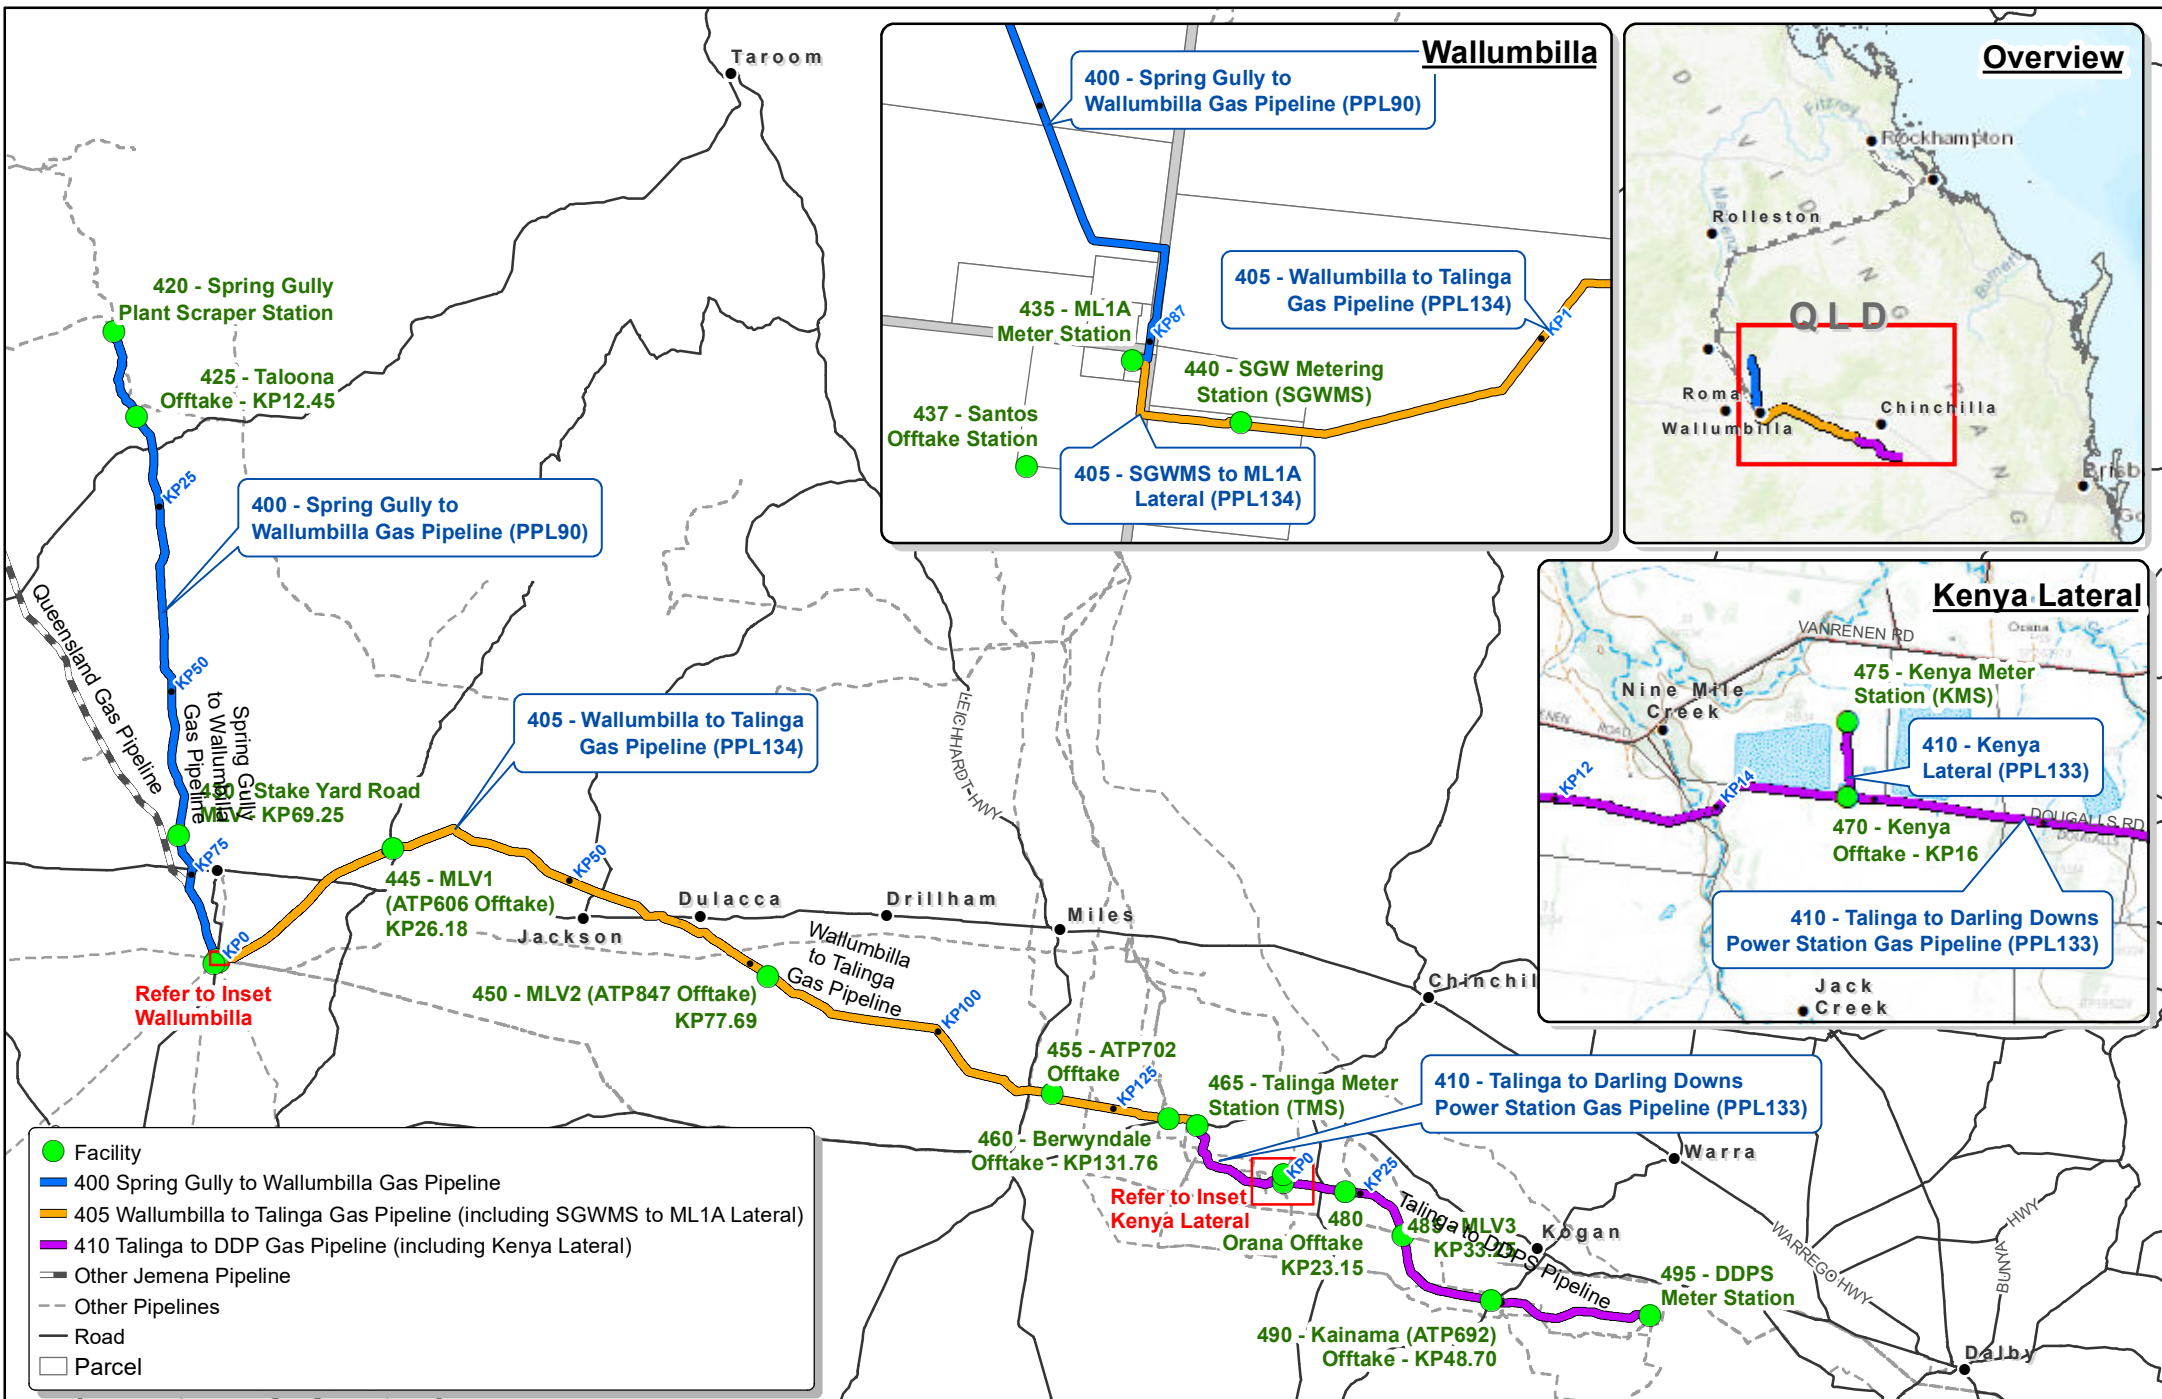 Taroom
420 - Spring Gully
Plant Scraper Station
425 - Taloona
Offtake - KP12.45
KP25
400 - Spring Gully to
Wallumbilla Gas Pipeline (PPL90)
Queensland Gas Pipeline
KP50
Spring Gully
to Wallumbilla
Gas Pipeline
430 - Stake Yard Road
MLV - KP69.25
KP75
KP0
Refer to Inset
Wallumbilla
405 - Wallumbilla to Talinga
Gas Pipeline (PPL134)
445 - MLV1
(ATP606 Offtake)
KP26.18
KP50
Jackson
Dulacca
Drillham
Miles
LEICHHARDT HWY
Wallumbilla
to Talinga
Gas Pipeline
450 - MLV2 (ATP847 Offtake)
KP77.69
KP100
455 - ATP702
Offtake
KP125
465 - Talinga Meter
Station (TMS)
460 - Berwyndale
Offtake - KP131.76
410 - Talinga to Darling Downs
Power Station Gas Pipeline (PPL133)
Chinchil
Refer to Inset
Kenya Lateral
KP0
KP25
480
Orana Offtake
KP23.15
485 - MLV3
KP33.25
Talinga to DDPS Pipeline
Kogan
Warra
WARREGO HWY
BUNYA
HWY
495 - DDPS
Meter Station
490 - Kainama (ATP692)
Offtake - KP48.70
Dalby
Wallumbilla
400 - Spring Gully to
Wallumbilla Gas Pipeline (PPL90)
405 - Wallumbilla to Talinga
Gas Pipeline (PPL134)
KP1
435 - ML1A
Meter Station
KP87
440 - SGW Metering
Station (SGWMS)
437 - Santos
Offtake Station
405 - SGWMS to ML1A
Lateral (PPL134)
Overview
Fitzroy
Rockhampton
Rolleston
QLD
Roma
Wallumbilla
Chinchilla
Brisb
Go
Kenya Lateral
VANRENEN RD
Orana
Nine Mile
Creek
ROAD
475 - Kenya Meter
Station (KMS)
410 - Kenya
Lateral (PPL133)
KP12
KP14
DOUGALLS RD
DOUGALLS
470 - Kenya
Offtake - KP16
410 - Talinga to Darling Downs
Power Station Gas Pipeline (PPL133)
Jack
Creek
Facility
400 Spring Gully to Wallumbilla Gas Pipeline
405 Wallumbilla to Talinga Gas Pipeline (including SGWMS to ML1A Lateral)
410 Talinga to DDP Gas Pipeline (including Kenya Lateral)
Other Jemena Pipeline
Other Pipelines
Road
Parcel